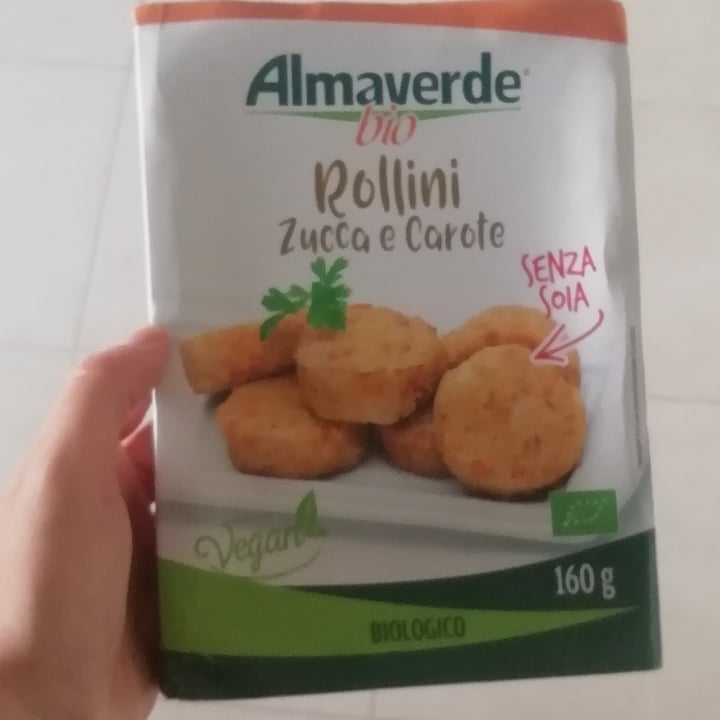 Almaverde
bio
Rollini
Zucca e Carote
SENZA
SOIA
Vegan
160 g
BIOLOGICO